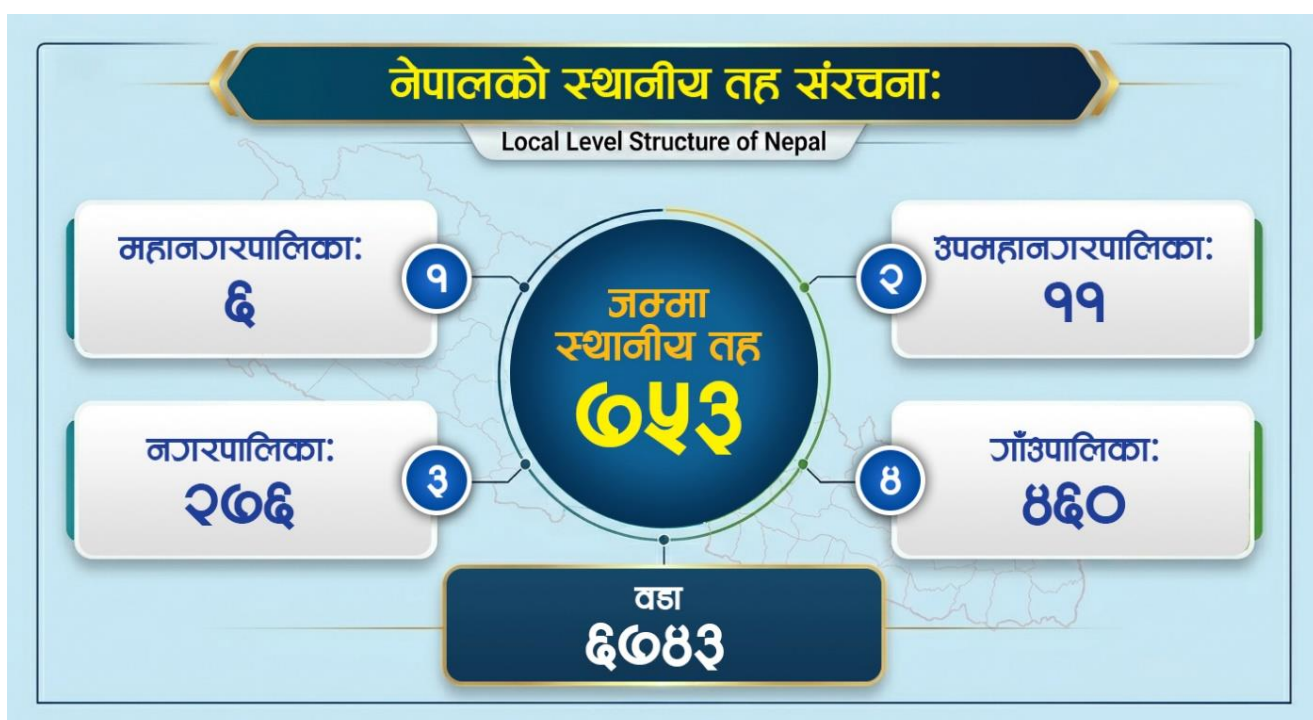 नेपालको स्थानीय तह संरचना:
Local Level Structure of Nepal
महानगरपालिका:
६
१
उपमहानगरपालिका:
११
२
जम्मा
स्थानीय तह
७५३
नगरपालिका:
२७६
३
गाँउपालिका:
४६०
४
वडा
६७४३